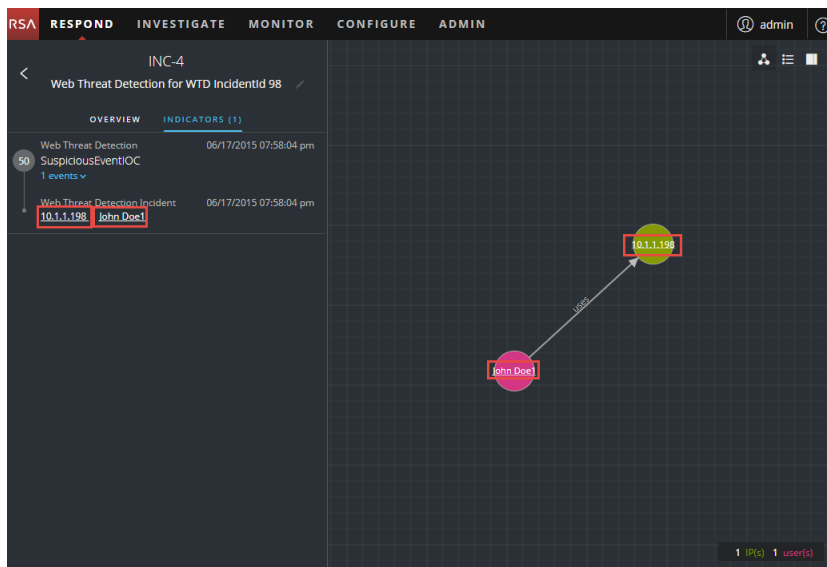 RSA RESPOND INVESTIGATE MONITOR CONFIGURE ADMIN admin ?
INC-4
Web Threat Detection for WTD IncidentId 98
OVERVIEW INDICATORS (1)
Web Threat Detection 06/17/2015 07:58:04 pm
50 SuspiciousEventIOC
1 events
Web Threat Detection Incident 06/17/2015 07:58:04 pm
10.1.1.198 John Doe1
10.1.1.198
uses
John Doe1
1 IP(s) 1 user(s)